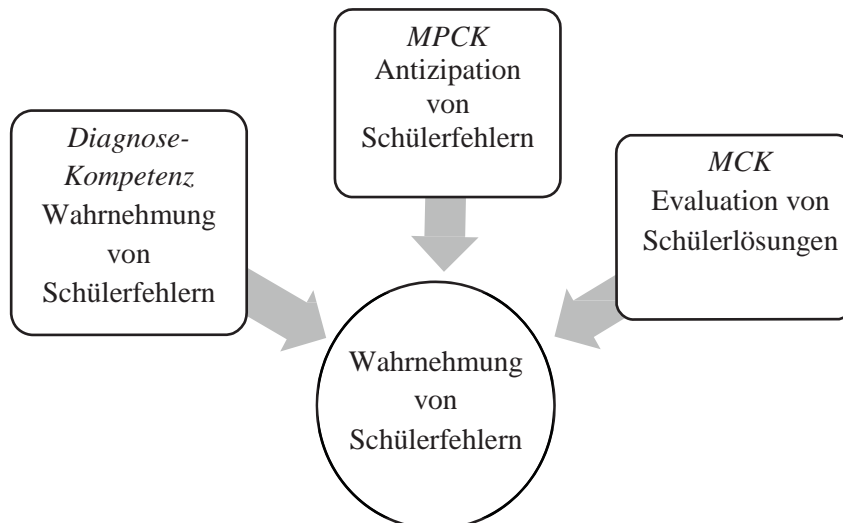 MPCK
Antizipation
von
Schülerfehlern
Diagnose-
Kompetenz
Wahrnehmung
von
Schülerfehlern
MCK
Evaluation von
Schülerlösungen
Wahrnehmung
von
Schülerfehlern